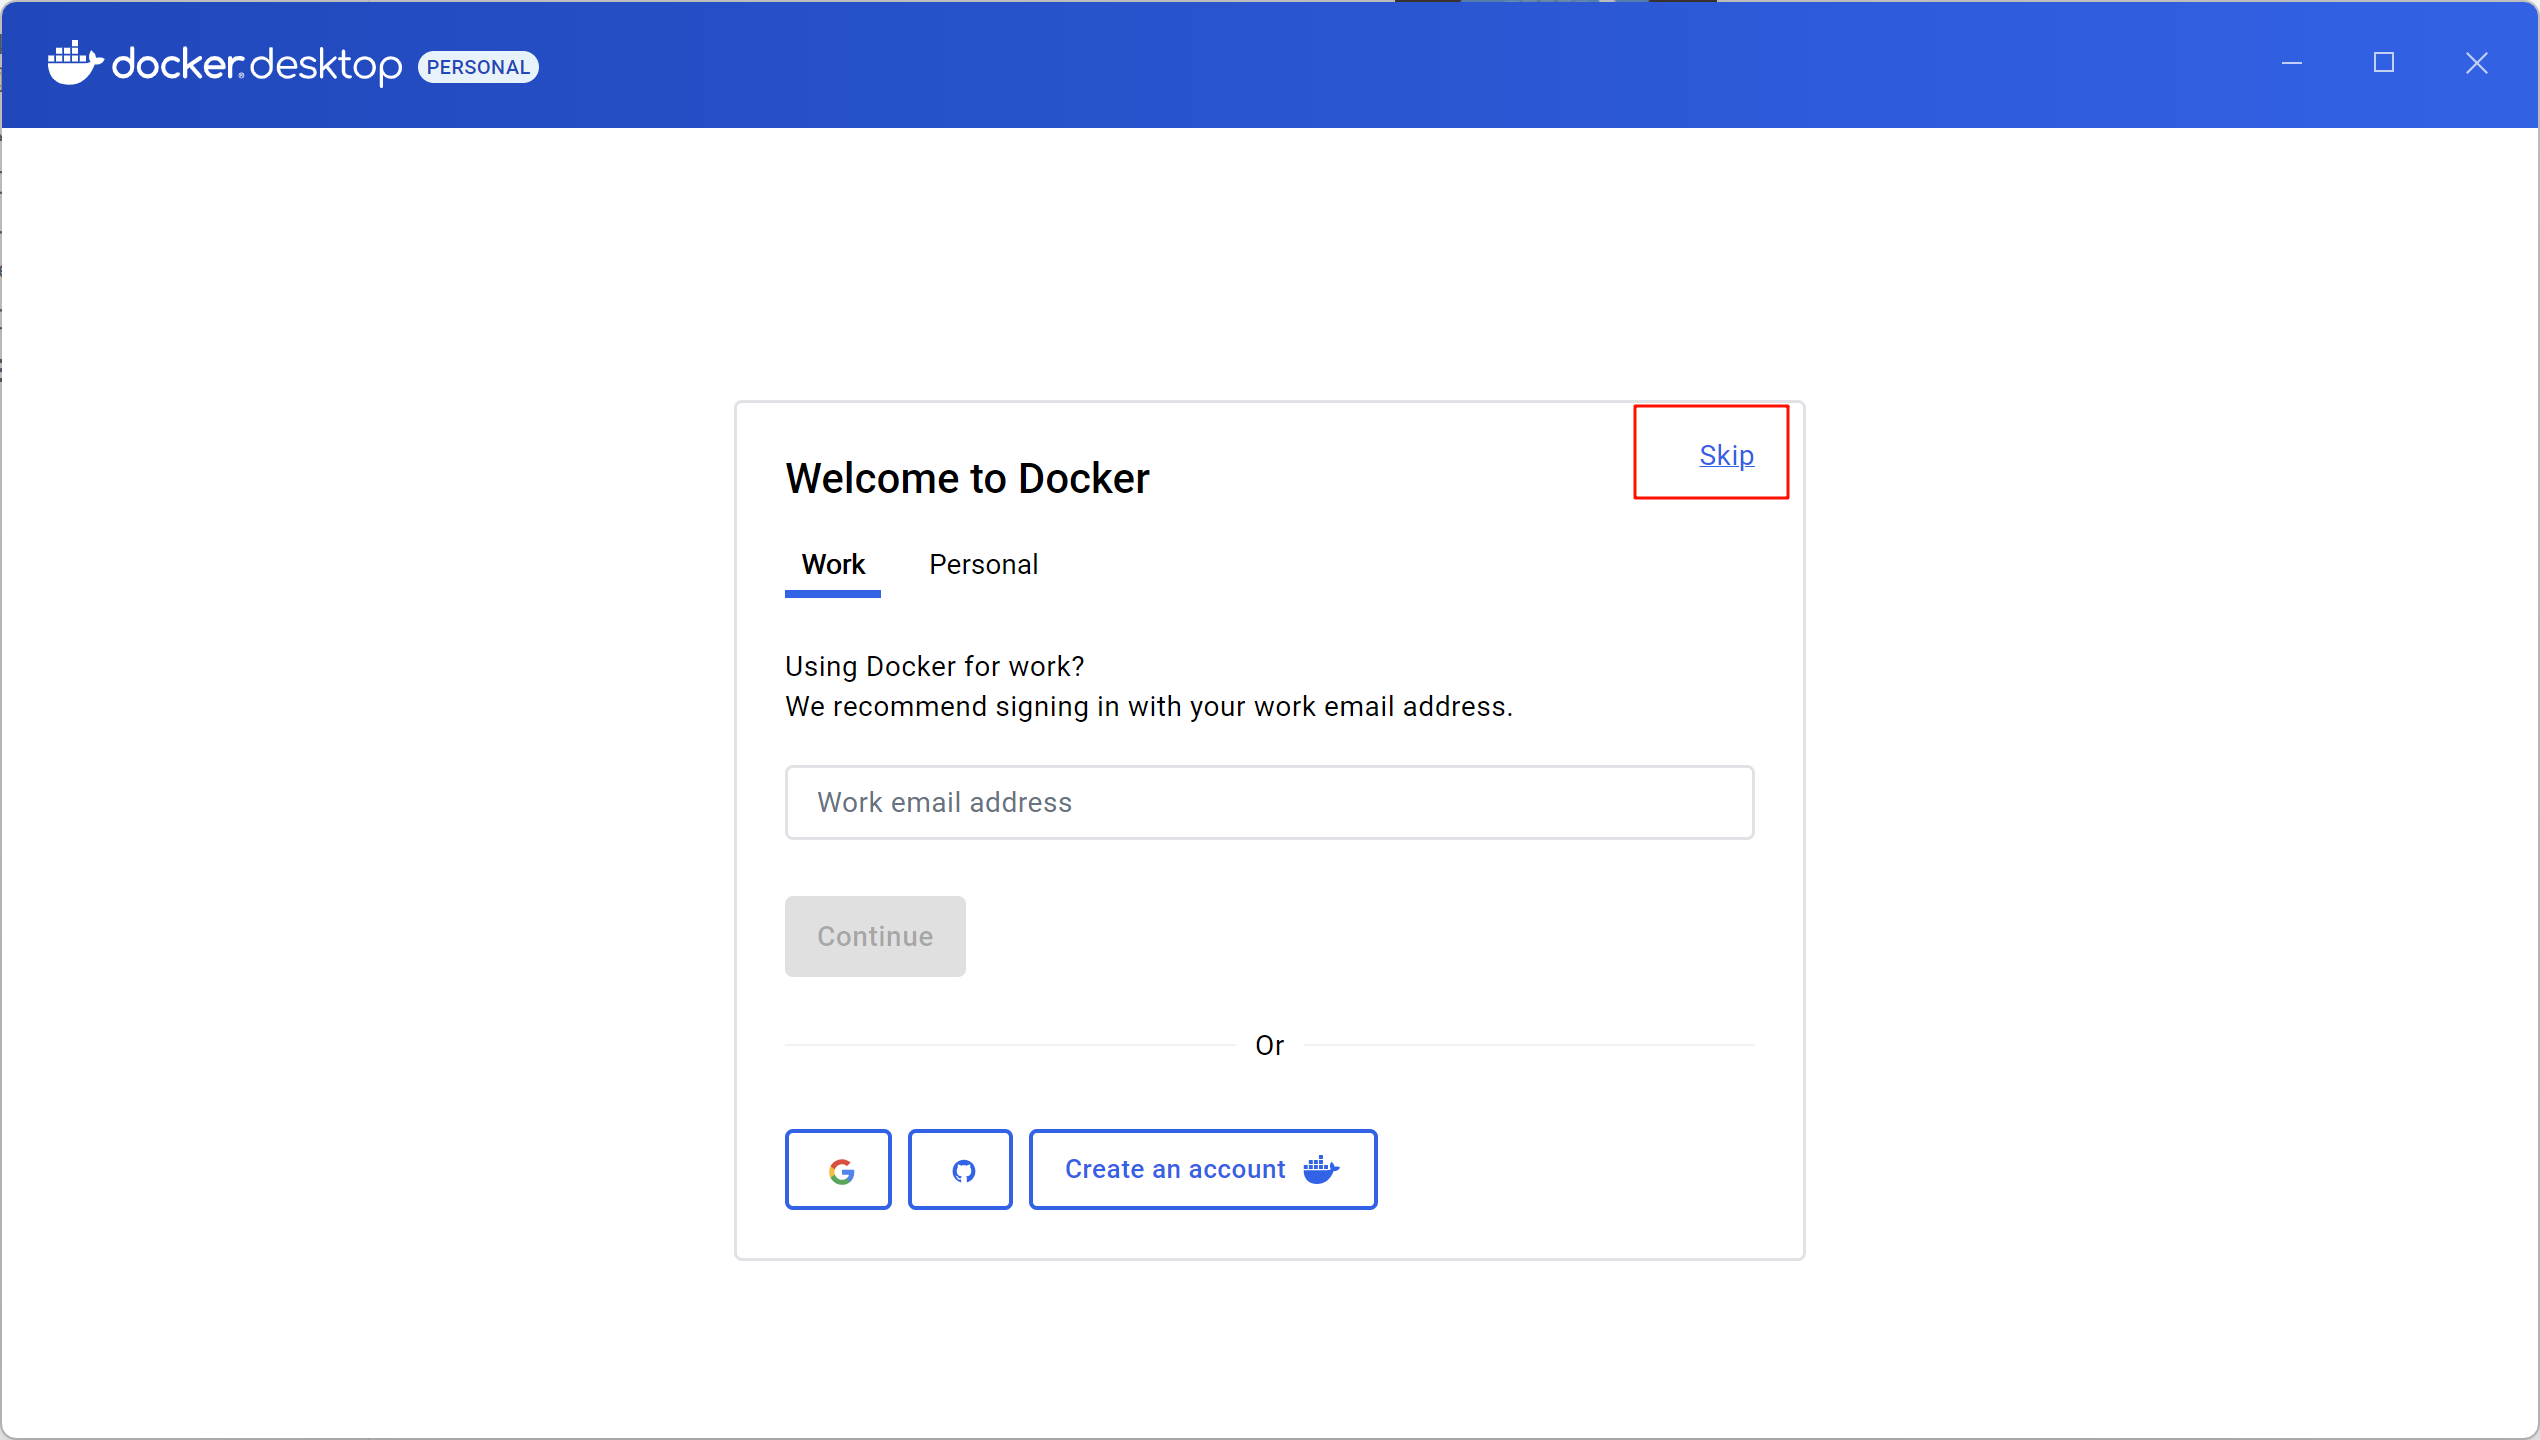 docker desktop PERSONAL
Skip
Welcome to Docker
Work Personal
Using Docker for work?
We recommend signing in with your work email address.
Work email address
Continue
Or
Create an account